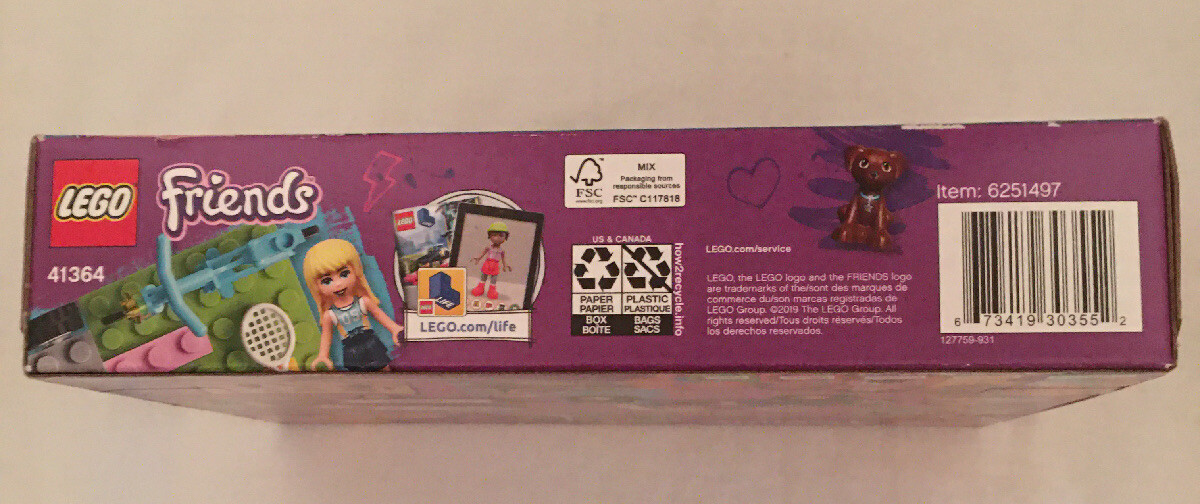 LEGO
Friends
41364
LEGO
LIFE
LEGO
LEGO.com/life
FSC
www.fsc.org
MIX
Packaging from
responsible sources
FSC™ C117818
US & CANADA
PAPER
PAPIER
BOX
BOÎTE
PLASTIC
PLASTIQUE
BAGS
SACS
how2recycle.info
LEGO.com/service
LEGO, the LEGO logo and the FRIENDS logo
are trademarks of the/sont des marques de
commerce du/son marcas registradas de
LEGO Group. ©2019 The LEGO Group. All
rights reserved/Tous droits réservés/Todos
los derechos reservados.
Item: 6251497
6 73419 30355 2
127759-931